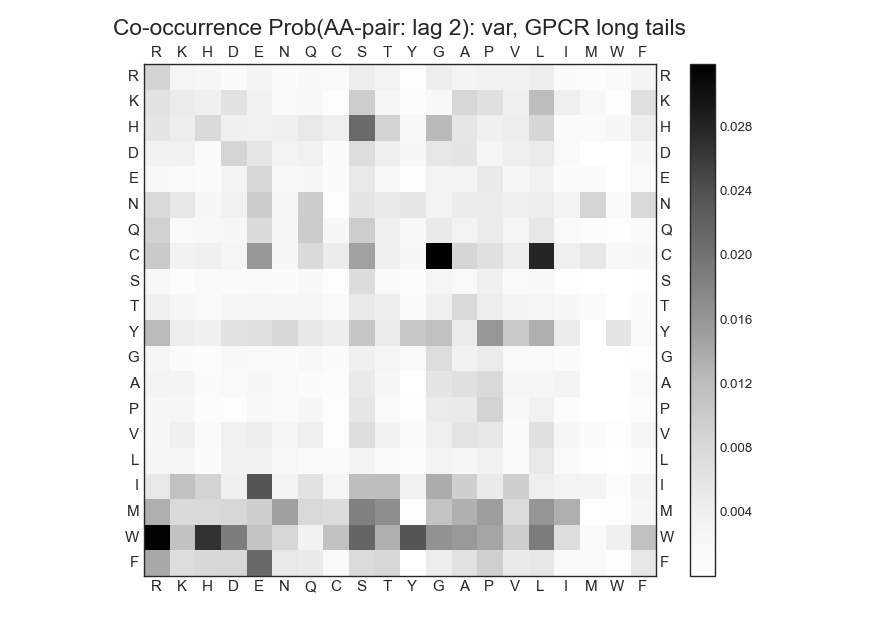 Co-occurrence Prob(AA-pair: lag 2): var, GPCR long tails
R K H D E N Q C S T Y G A P V L I M W F
R R
K K
H H
0.028
D D
E E
0.024
N N
Q Q
0.020
C C
S S
T T
0.016
Y Y
G G
A A
0.012
P P
V V
0.008
L L
I I
M M
0.004
W W
F F
R K H D E N Q C S T Y G A P V L I M W F